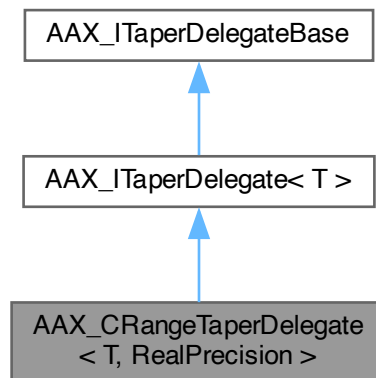 AAX_ITaperDelegateBase
AAX_ITaperDelegate< T >
AAX_CRangeTaperDelegate
< T, RealPrecision >